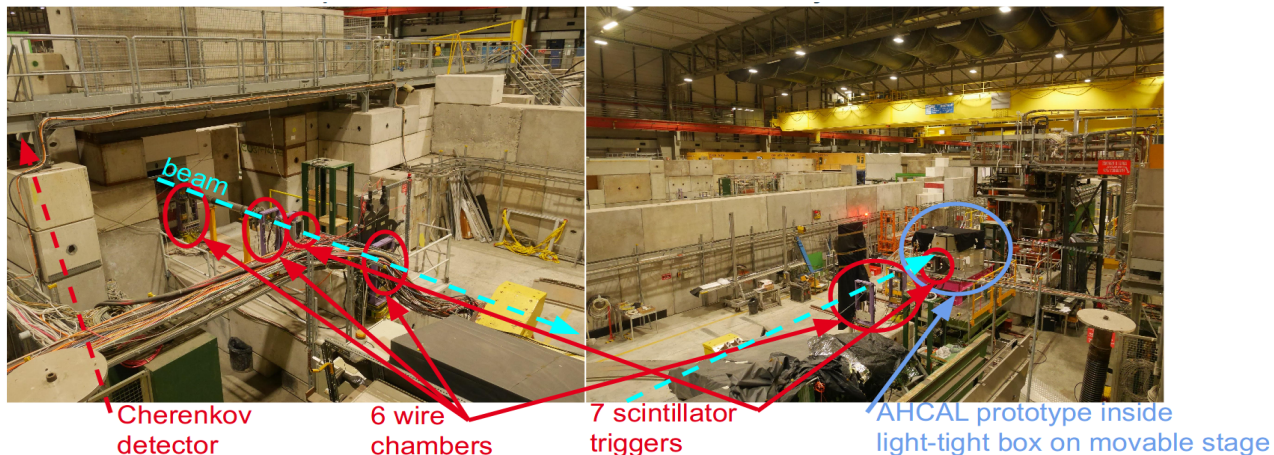 beam
Cherenkov
detector
6 wire
chambers
7 scintillator
triggers
AHCAL prototype inside
light-tight box on movable stage